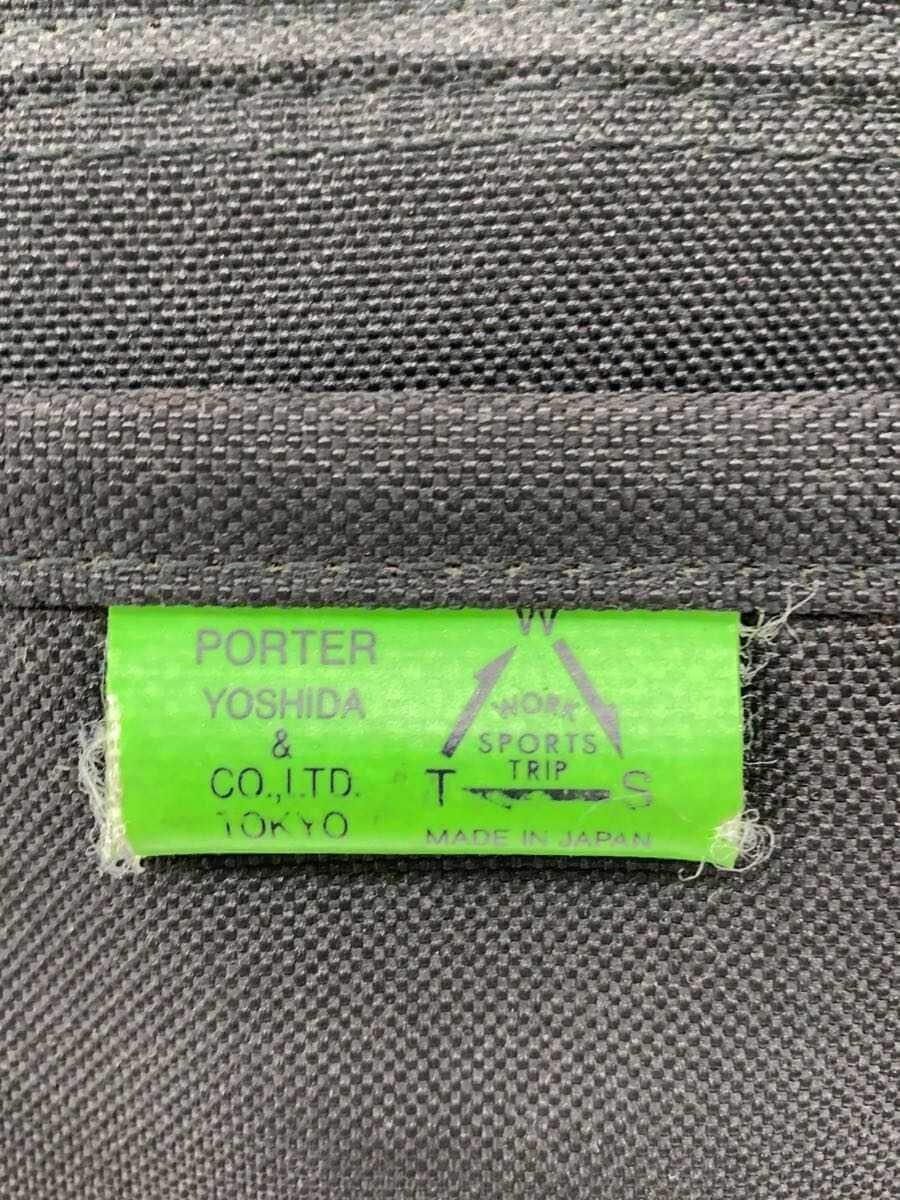 PORTER
YOSHIDA
&
CO.,LTD.
TOKYO
W
WORK
SPORTS
TRIP
T S
MADE IN JAPAN